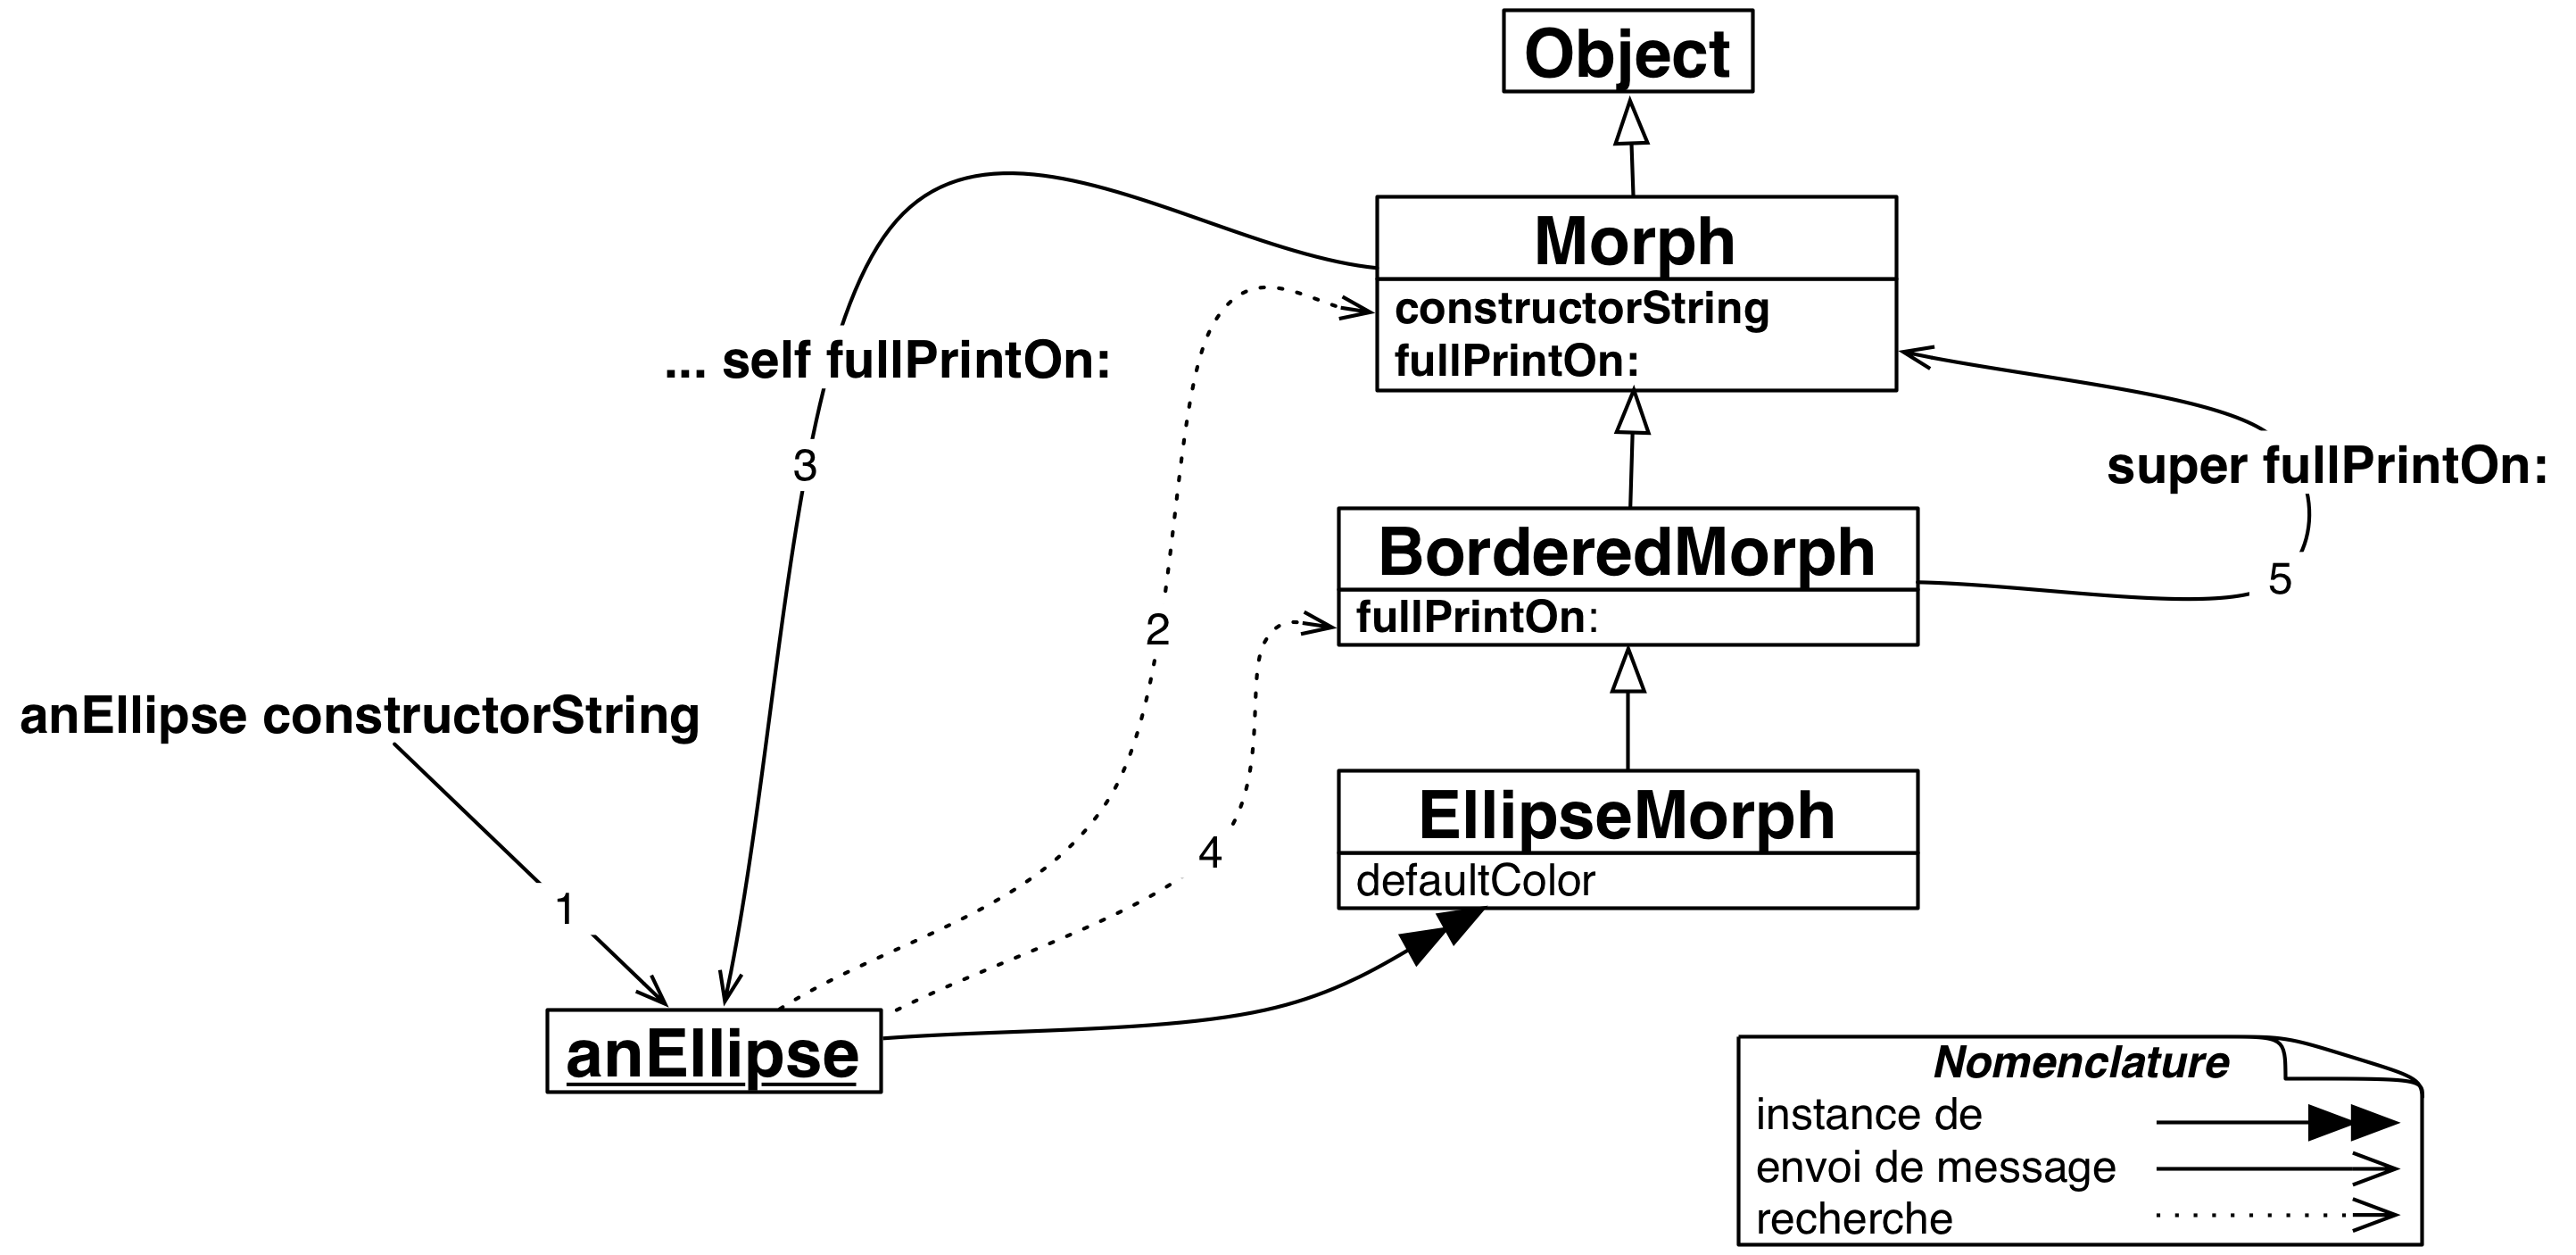 Object
Morph
constructorString
fullPrintOn:
... self fullPrintOn:
3
super fullPrintOn:
5
BorderedMorph
fullPrintOn:
2
anEllipse constructorString
1
4
EllipseMorph
defaultColor
anEllipse
Nomenclature
instance de
envoi de message
recherche